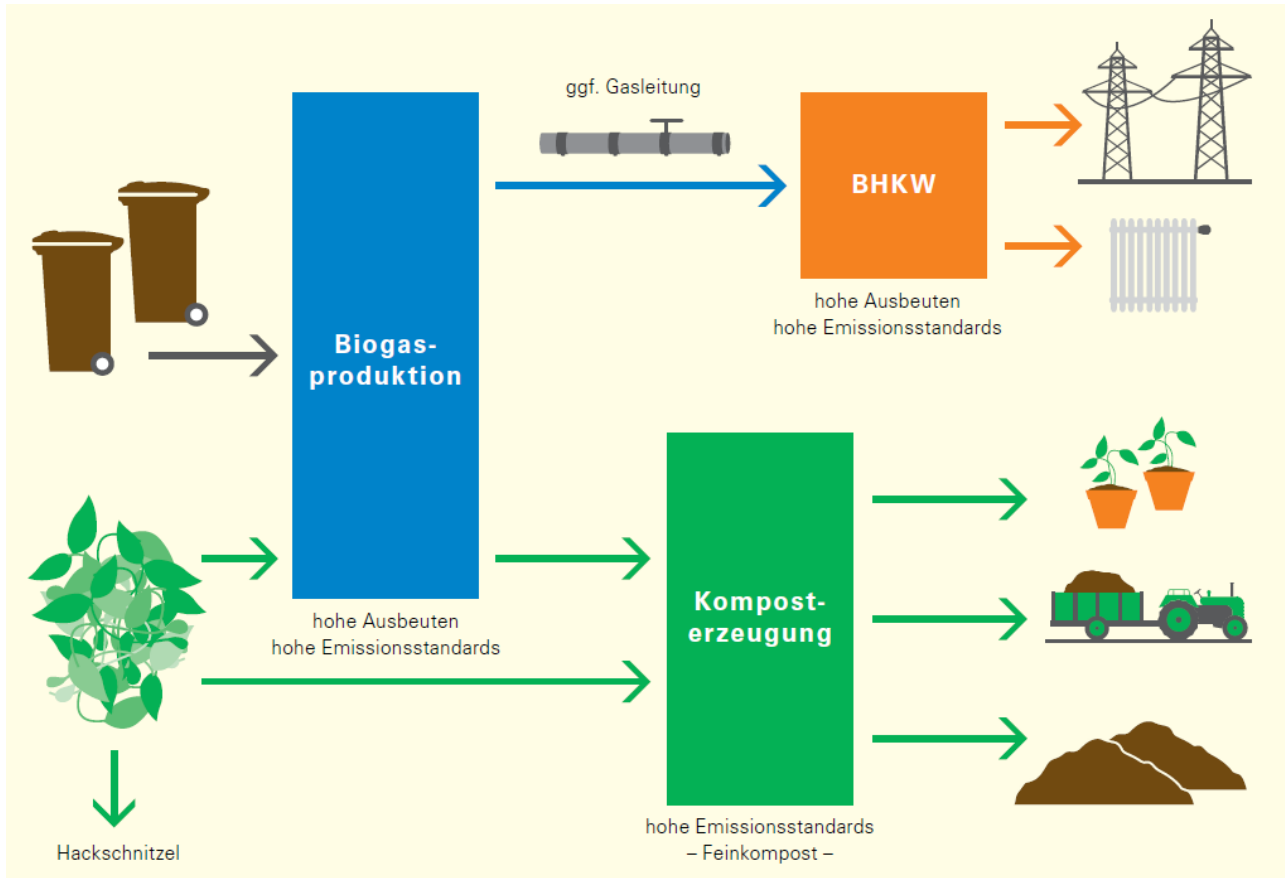 ggf. Gasleitung
BHKW
hohe Ausbeuten
hohe Emissionsstandards
Biogas-
produktion
hohe Ausbeuten
hohe Emissionsstandards
Kompost-
erzeugung
hohe Emissionsstandards
– Feinkompost –
Hackschnitzel